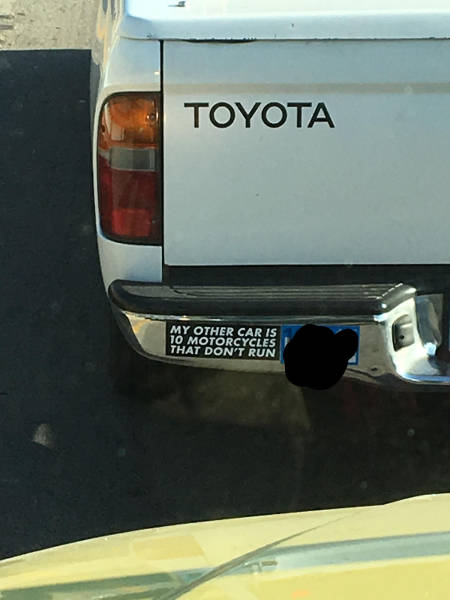 TOYOTA
MY OTHER CAR IS
10 MOTORCYCLES
THAT DON'T RUN